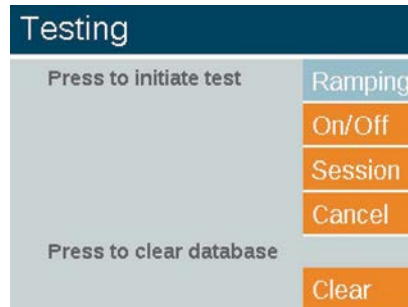 Testing
Press to initiate test
Ramping
On/Off
Session
Cancel
Press to clear database
Clear